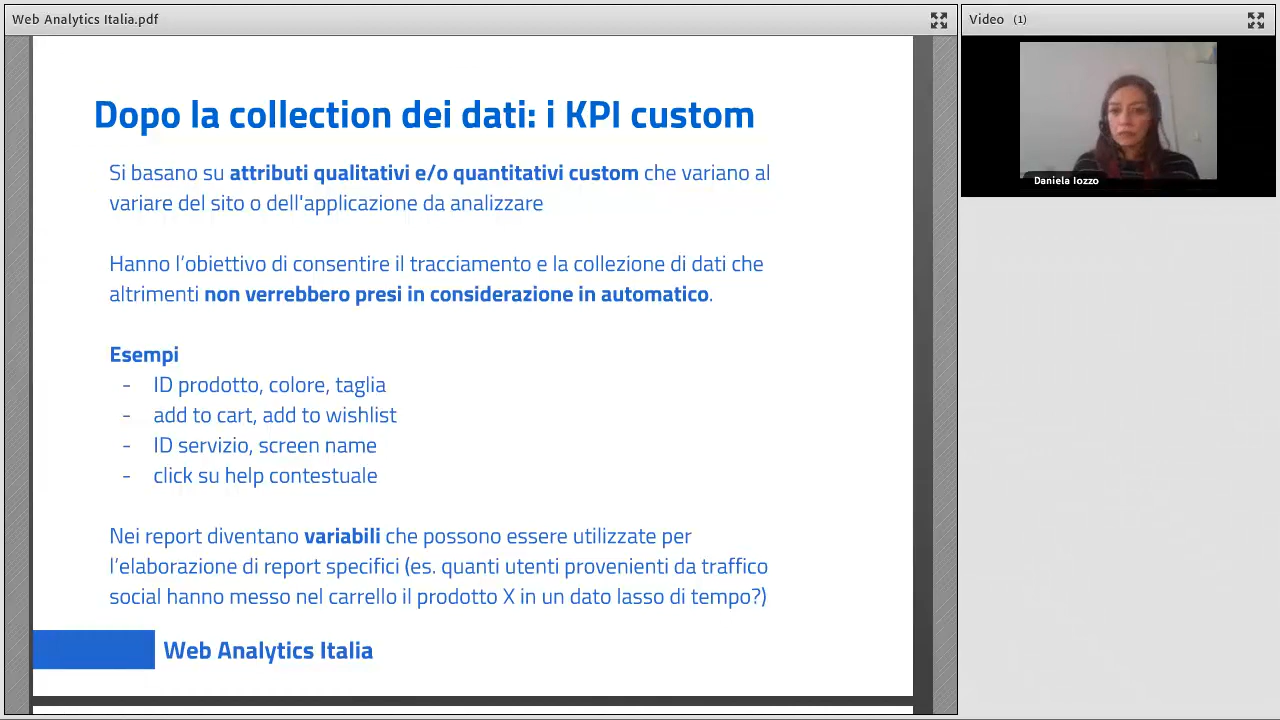 Web Analytics Italia.pdf
Video (1)
Daniela Iozzo
Dopo la collection dei dati: i KPI custom
Si basano su attributi qualitativi e/o quantitativi custom che variano al
variare del sito o dell'applicazione da analizzare
Hanno l’obiettivo di consentire il tracciamento e la collezione di dati che
altrimenti non verrebbero presi in considerazione in automatico.
Esempi
- ID prodotto, colore, taglia
- add to cart, add to wishlist
- ID servizio, screen name
- click su help contestuale
Nei report diventano variabili che possono essere utilizzate per
l’elaborazione di report specifici (es. quanti utenti provenienti da traffico
social hanno messo nel carrello il prodotto X in un dato lasso di tempo?)
Web Analytics Italia